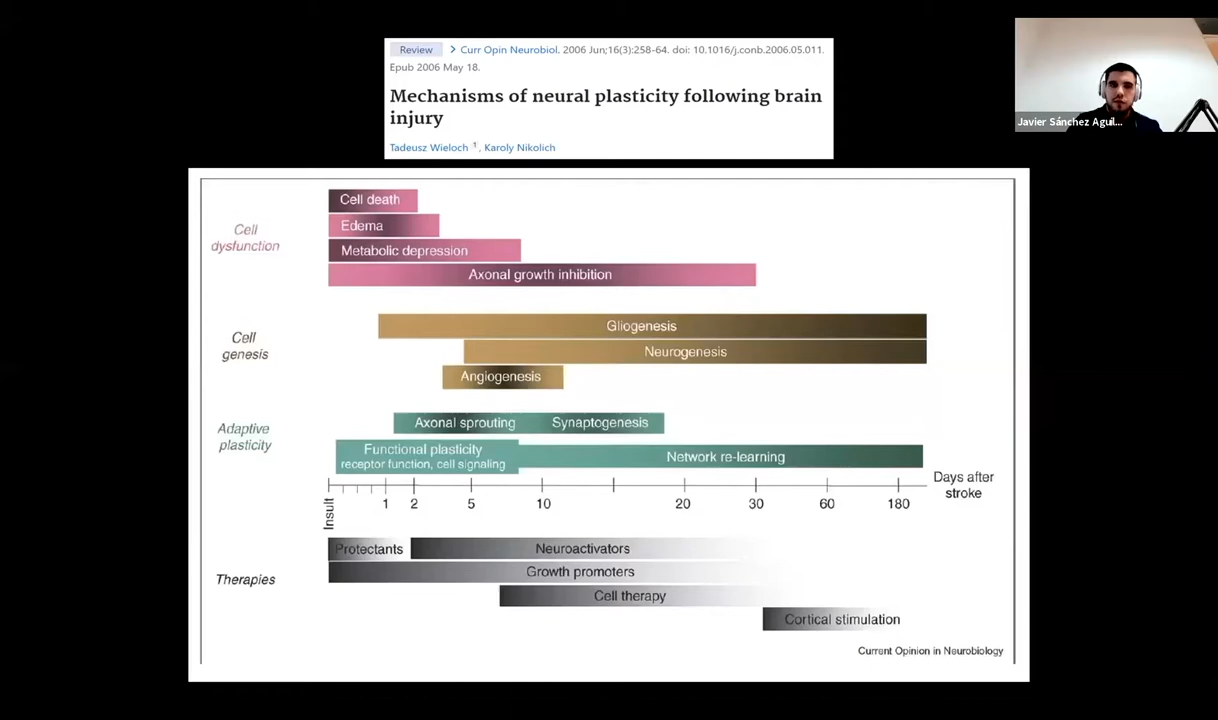 Review > Curr Opin Neurobiol. 2006 Jun;16(3):258-64. doi: 10.1016/j.conb.2006.05.011.
Epub 2006 May 18.
Mechanisms of neural plasticity following brain
injury
Tadeusz Wieloch 1, Karoly Nikolich
Javier Sánchez Aguil...
Cell
dysfunction
Cell death
Edema
Metabolic depression
Axonal growth inhibition
Cell
genesis
Gliogenesis
Neurogenesis
Angiogenesis
Adaptive
plasticity
Axonal sprouting Synaptogenesis
Functional plasticity
receptor function, cell signaling
Network re-learning
Insult 1 2 5 10 20 30 60 180
Days after
stroke
Therapies
Protectants Neuroactivators
Growth promoters
Cell therapy
Cortical stimulation
Current Opinion in Neurobiology